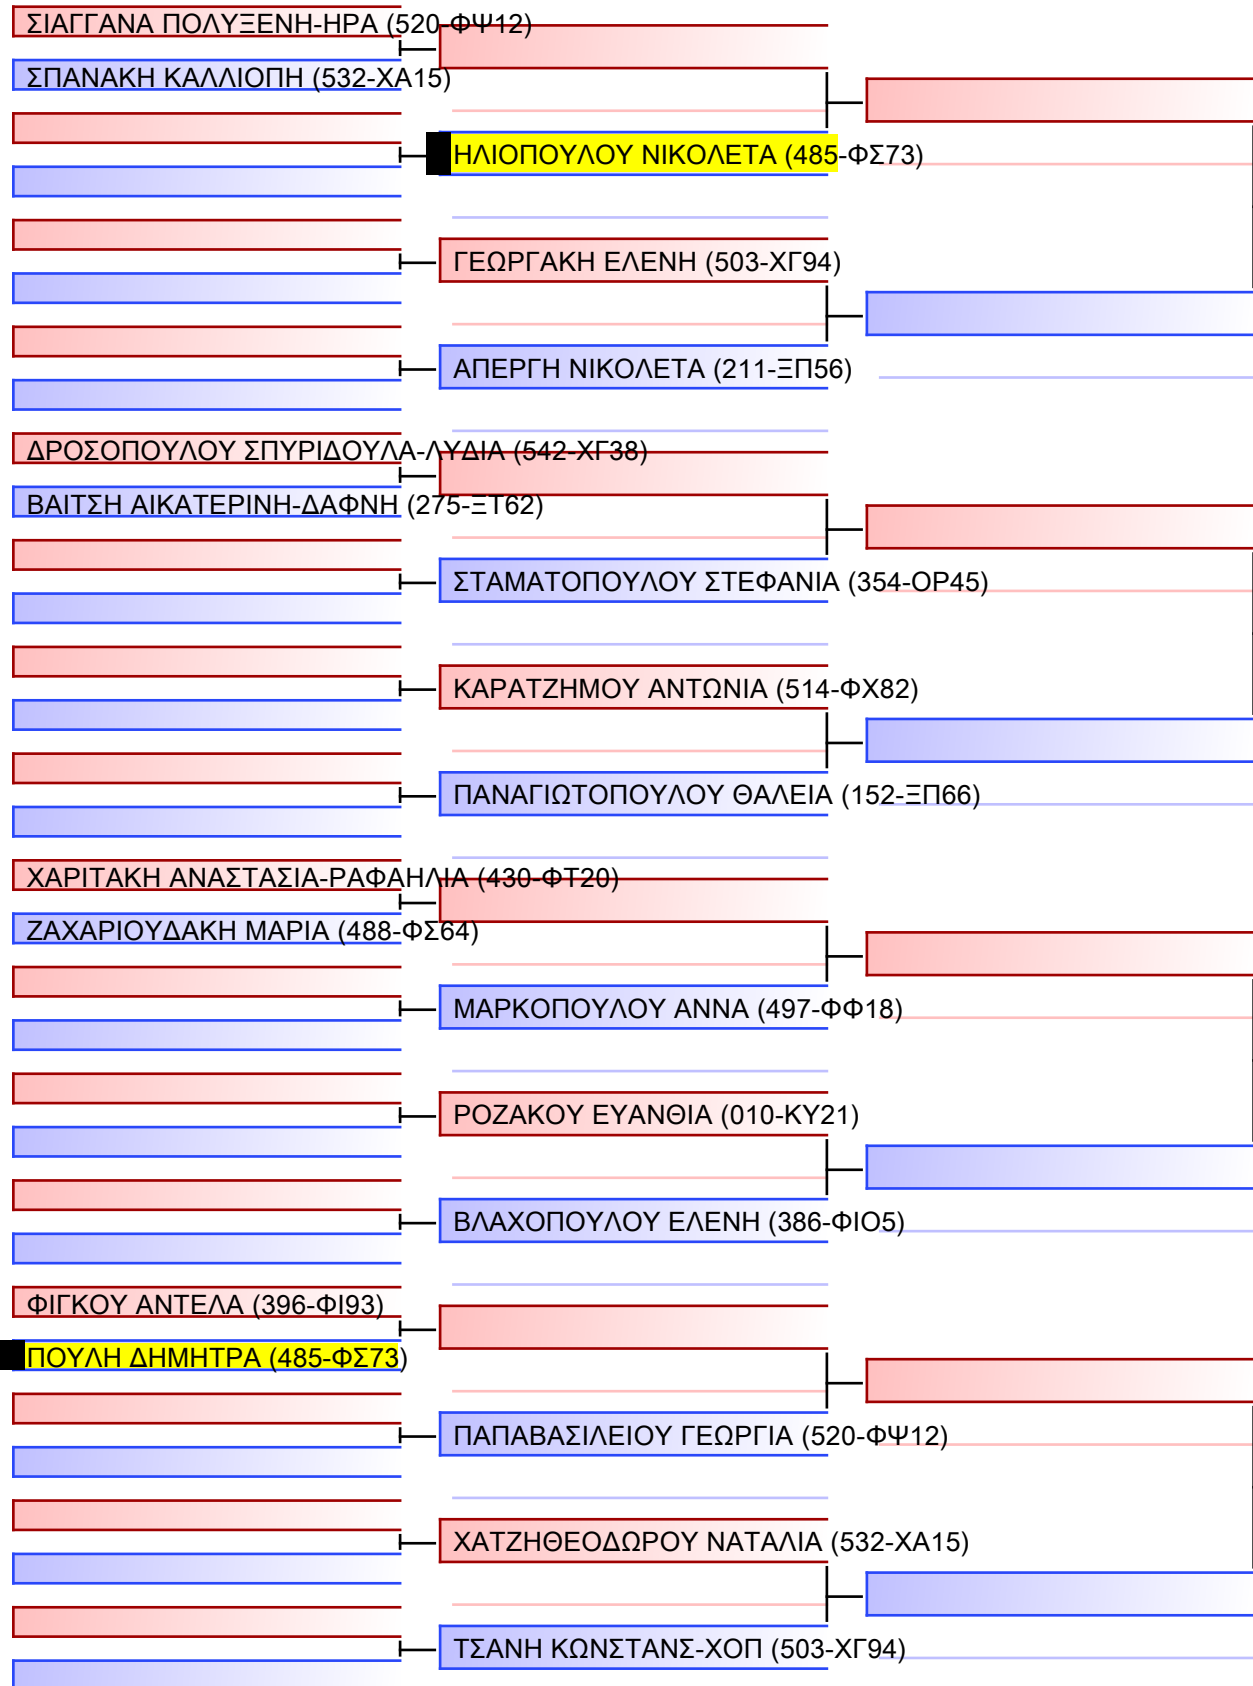 ΣΙΑΓΓΑΝΑ ΠΟΛΥΞΕΝΗ-ΗΡΑ (520-ΦΨ12)
ΣΠΑΝΑΚΗ ΚΑΛΛΙΟΠΗ (532-ΧΑ15)
ΗΛΙΟΠΟΥΛΟΥ ΝΙΚΟΛΕΤΑ (485-ΦΣ73)
ΓΕΩΡΓΑΚΗ ΕΛΕΝΗ (503-ΧΓ94)
ΑΠΕΡΓΗ ΝΙΚΟΛΕΤΑ (211-ΞΠ56)
ΔΡΟΣΟΠΟΥΛΟΥ ΣΠΥΡΙΔΟΥΛΑ-ΛΥΔΙΑ (542-ΧΓ38)
ΒΑΙΤΣΗ ΑΙΚΑΤΕΡΙΝΗ-ΔΑΦΝΗ (275-ΞΤ62)
ΣΤΑΜΑΤΟΠΟΥΛΟΥ ΣΤΕΦΑΝΙΑ (354-ΟΡ45)
ΚΑΡΑΤΖΗΜΟΥ ΑΝΤΩΝΙΑ (514-ΦΧ82)
ΠΑΝΑΓΙΩΤΟΠΟΥΛΟΥ ΘΑΛΕΙΑ (152-ΞΠ66)
ΧΑΡΙΤΑΚΗ ΑΝΑΣΤΑΣΙΑ-ΡΑΦΑΗΛΙΑ (430-ΦΤ20)
ΖΑΧΑΡΙΟΥΔΑΚΗ ΜΑΡΙΑ (488-ΦΣ64)
ΜΑΡΚΟΠΟΥΛΟΥ ΑΝΝΑ (497-ΦΦ18)
ΡΟΖΑΚΟΥ ΕΥΑΝΘΙΑ (010-ΚΥ21)
ΒΛΑΧΟΠΟΥΛΟΥ ΕΛΕΝΗ (386-ΦΙΟ5)
ΦΙΓΚΟΥ ΑΝΤΕΛΑ (396-ΦΙ93)
ΠΟΥΛΗ ΔΗΜΗΤΡΑ (485-ΦΣ73)
ΠΑΠΑΒΑΣΙΛΕΙΟΥ ΓΕΩΡΓΙΑ (520-ΦΨ12)
ΧΑΤΖΗΘΕΟΔΩΡΟΥ ΝΑΤΑΛΙΑ (532-ΧΑ15)
ΤΣΑΝΗ ΚΩΝΣΤΑΝΣ-ΧΟΠ (503-ΧΓ94)